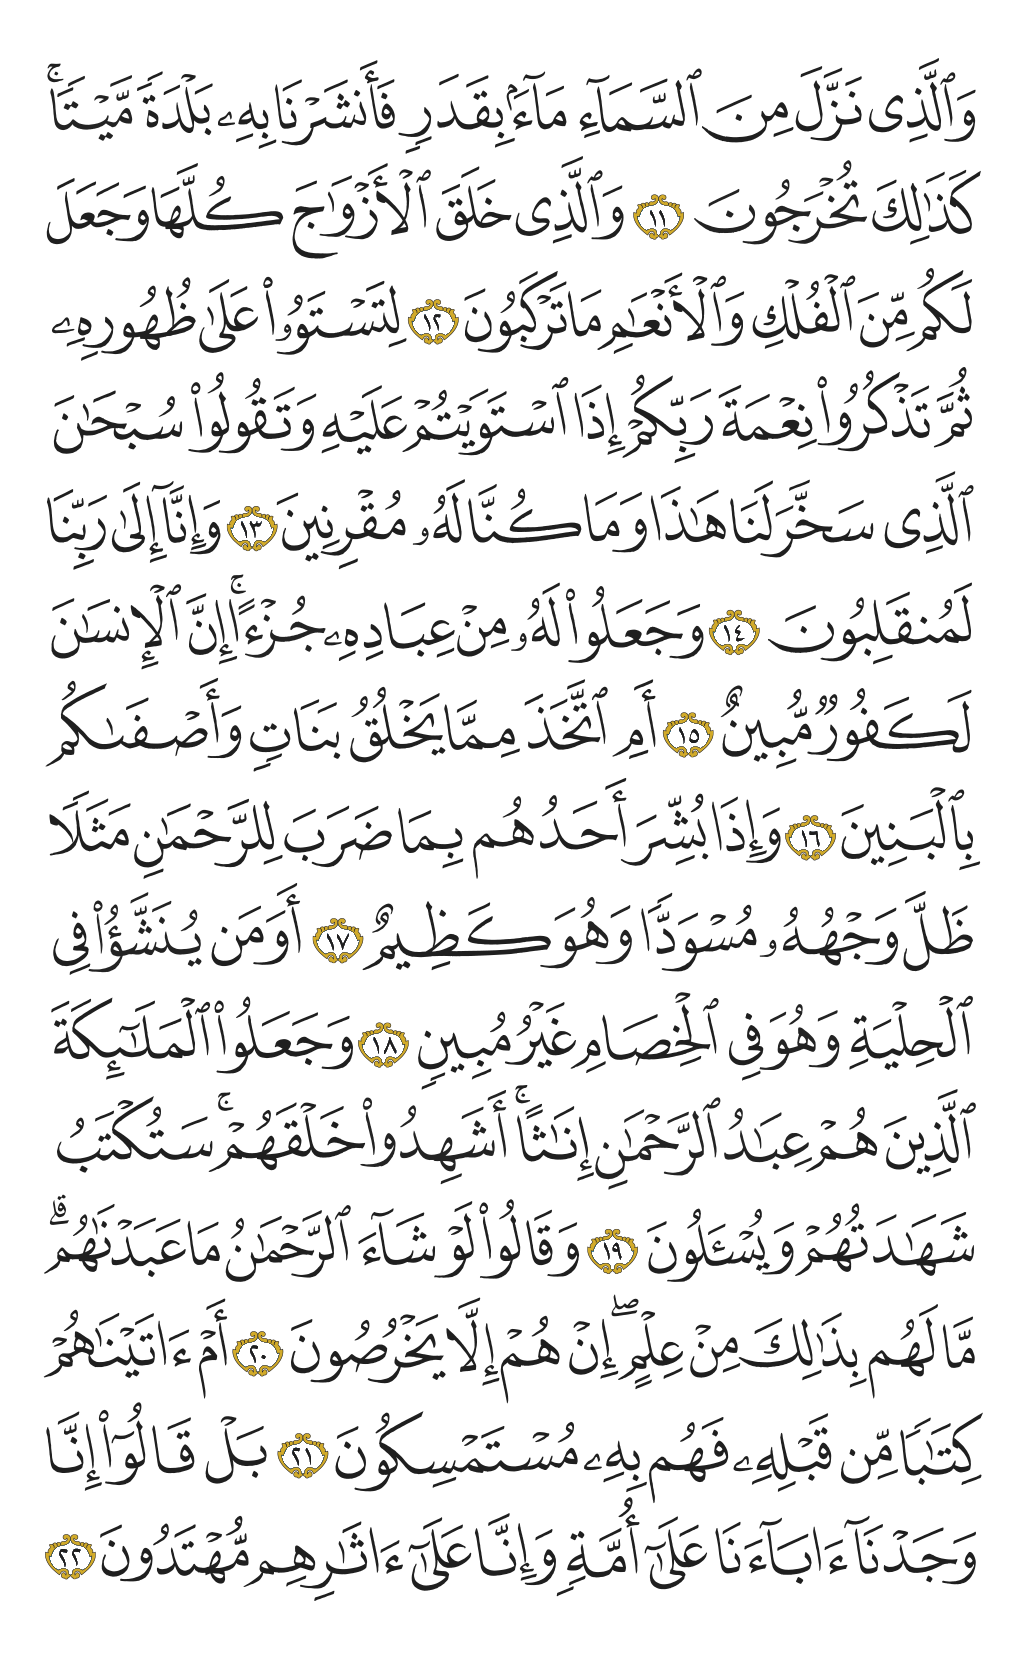 وَٱلَّذِى نَزَّلَ مِنَ ٱلسَّمَآءِ مَآءَۢ بِقَدَرٍ فَأَنشَرْنَا بِهِۦ بَلْدَةً مَّيْتًاۚ
كَذَٰلِكَ تُخْرَجُونَ ١١ وَٱلَّذِى خَلَقَ ٱلْأَزْوَٰجَ كُلَّهَا وَجَعَلَ
لَكُم مِّنَ ٱلْفُلْكِ وَٱلْأَنْعَٰمِ مَا تَرْكَبُونَ ١٢ لِتَسْتَوُۥا۟ عَلَىٰ ظُهُورِهِۦ
ثُمَّ تَذْكُرُوا۟ نِعْمَةَ رَبِّكُمْ إِذَا ٱسْتَوَيْتُمْ عَلَيْهِ وَتَقُولُوا۟ سُبْحَٰنَ
ٱلَّذِى سَخَّرَ لَنَا هَٰذَا وَمَا كُنَّا لَهُۥ مُقْرِنِينَ ١٣ وَإِنَّآ إِلَىٰ رَبِّنَا
لَمُنقَلِبُونَ ١٤ وَجَعَلُوا۟ لَهُۥ مِنْ عِبَادِهِۦ جُزْءًاۚ إِنَّ ٱلْإِنسَٰنَ
لَكَفُورٌ مُّبِينٌ ١٥ أَمِ ٱتَّخَذَ مِمَّا يَخْلُقُ بَنَاتٍ وَأَصْفَىٰكُم
بِٱلْبَنِينَ ١٦ وَإِذَا بُشِّرَ أَحَدُهُم بِمَا ضَرَبَ لِلرَّحْمَٰنِ مَثَلًا
ظَلَّ وَجْهُهُۥ مُسْوَدًّا وَهُوَ كَظِيمٌ ١٧ أَوَمَن يُنَشَّؤُا۟ فِى
ٱلْحِلْيَةِ وَهُوَ فِى ٱلْخِصَامِ غَيْرُ مُبِينٍ ١٨ وَجَعَلُوا۟ ٱلْمَلَٰٓئِكَةَ
ٱلَّذِينَ هُمْ عِبَٰدُ ٱلرَّحْمَٰنِ إِنَٰثًاۚ أَشَهِدُوا۟ خَلْقَهُمْۚ سَتُكْتَبُ
شَهَٰدَتُهُمْ وَيُسْـَٔلُونَ ١٩ وَقَالُوا۟ لَوْ شَآءَ ٱلرَّحْمَٰنُ مَا عَبَدْنَٰهُمۗ
مَّا لَهُم بِذَٰلِكَ مِنْ عِلْمٍۖ إِنْ هُمْ إِلَّا يَخْرُصُونَ ٢٠ أَمْ ءَاتَيْنَٰهُمْ
كِتَٰبًا مِّن قَبْلِهِۦ فَهُم بِهِۦ مُسْتَمْسِكُونَ ٢١ بَلْ قَالُوٓا۟ إِنَّا
وَجَدْنَآ ءَابَآءَنَا عَلَىٰٓ أُمَّةٍ وَإِنَّا عَلَىٰٓ ءَاثَٰرِهِم مُّهْتَدُونَ ٢٢